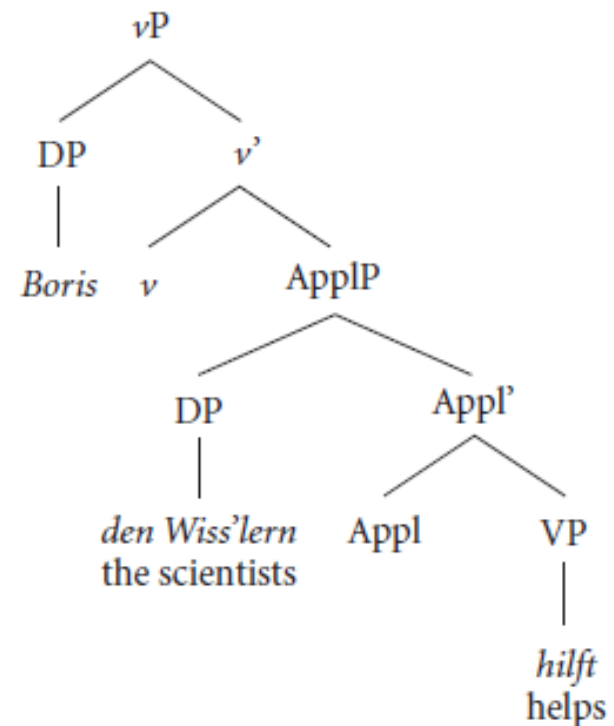 vP
DP v’
Boris v ApplP
DP Appl’
den Wiss’lern Appl VP
the scientists
hilft
helps